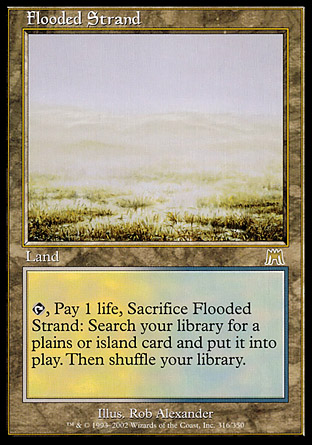 Flooded Strand
Land
, Pay 1 life, Sacrifice Flooded
Strand: Search your library for a
plains or island card and put it into
play. Then shuffle your library.
Illus. Rob Alexander
™ & © 1993–2002 Wizards of the Coast, Inc. 316/350